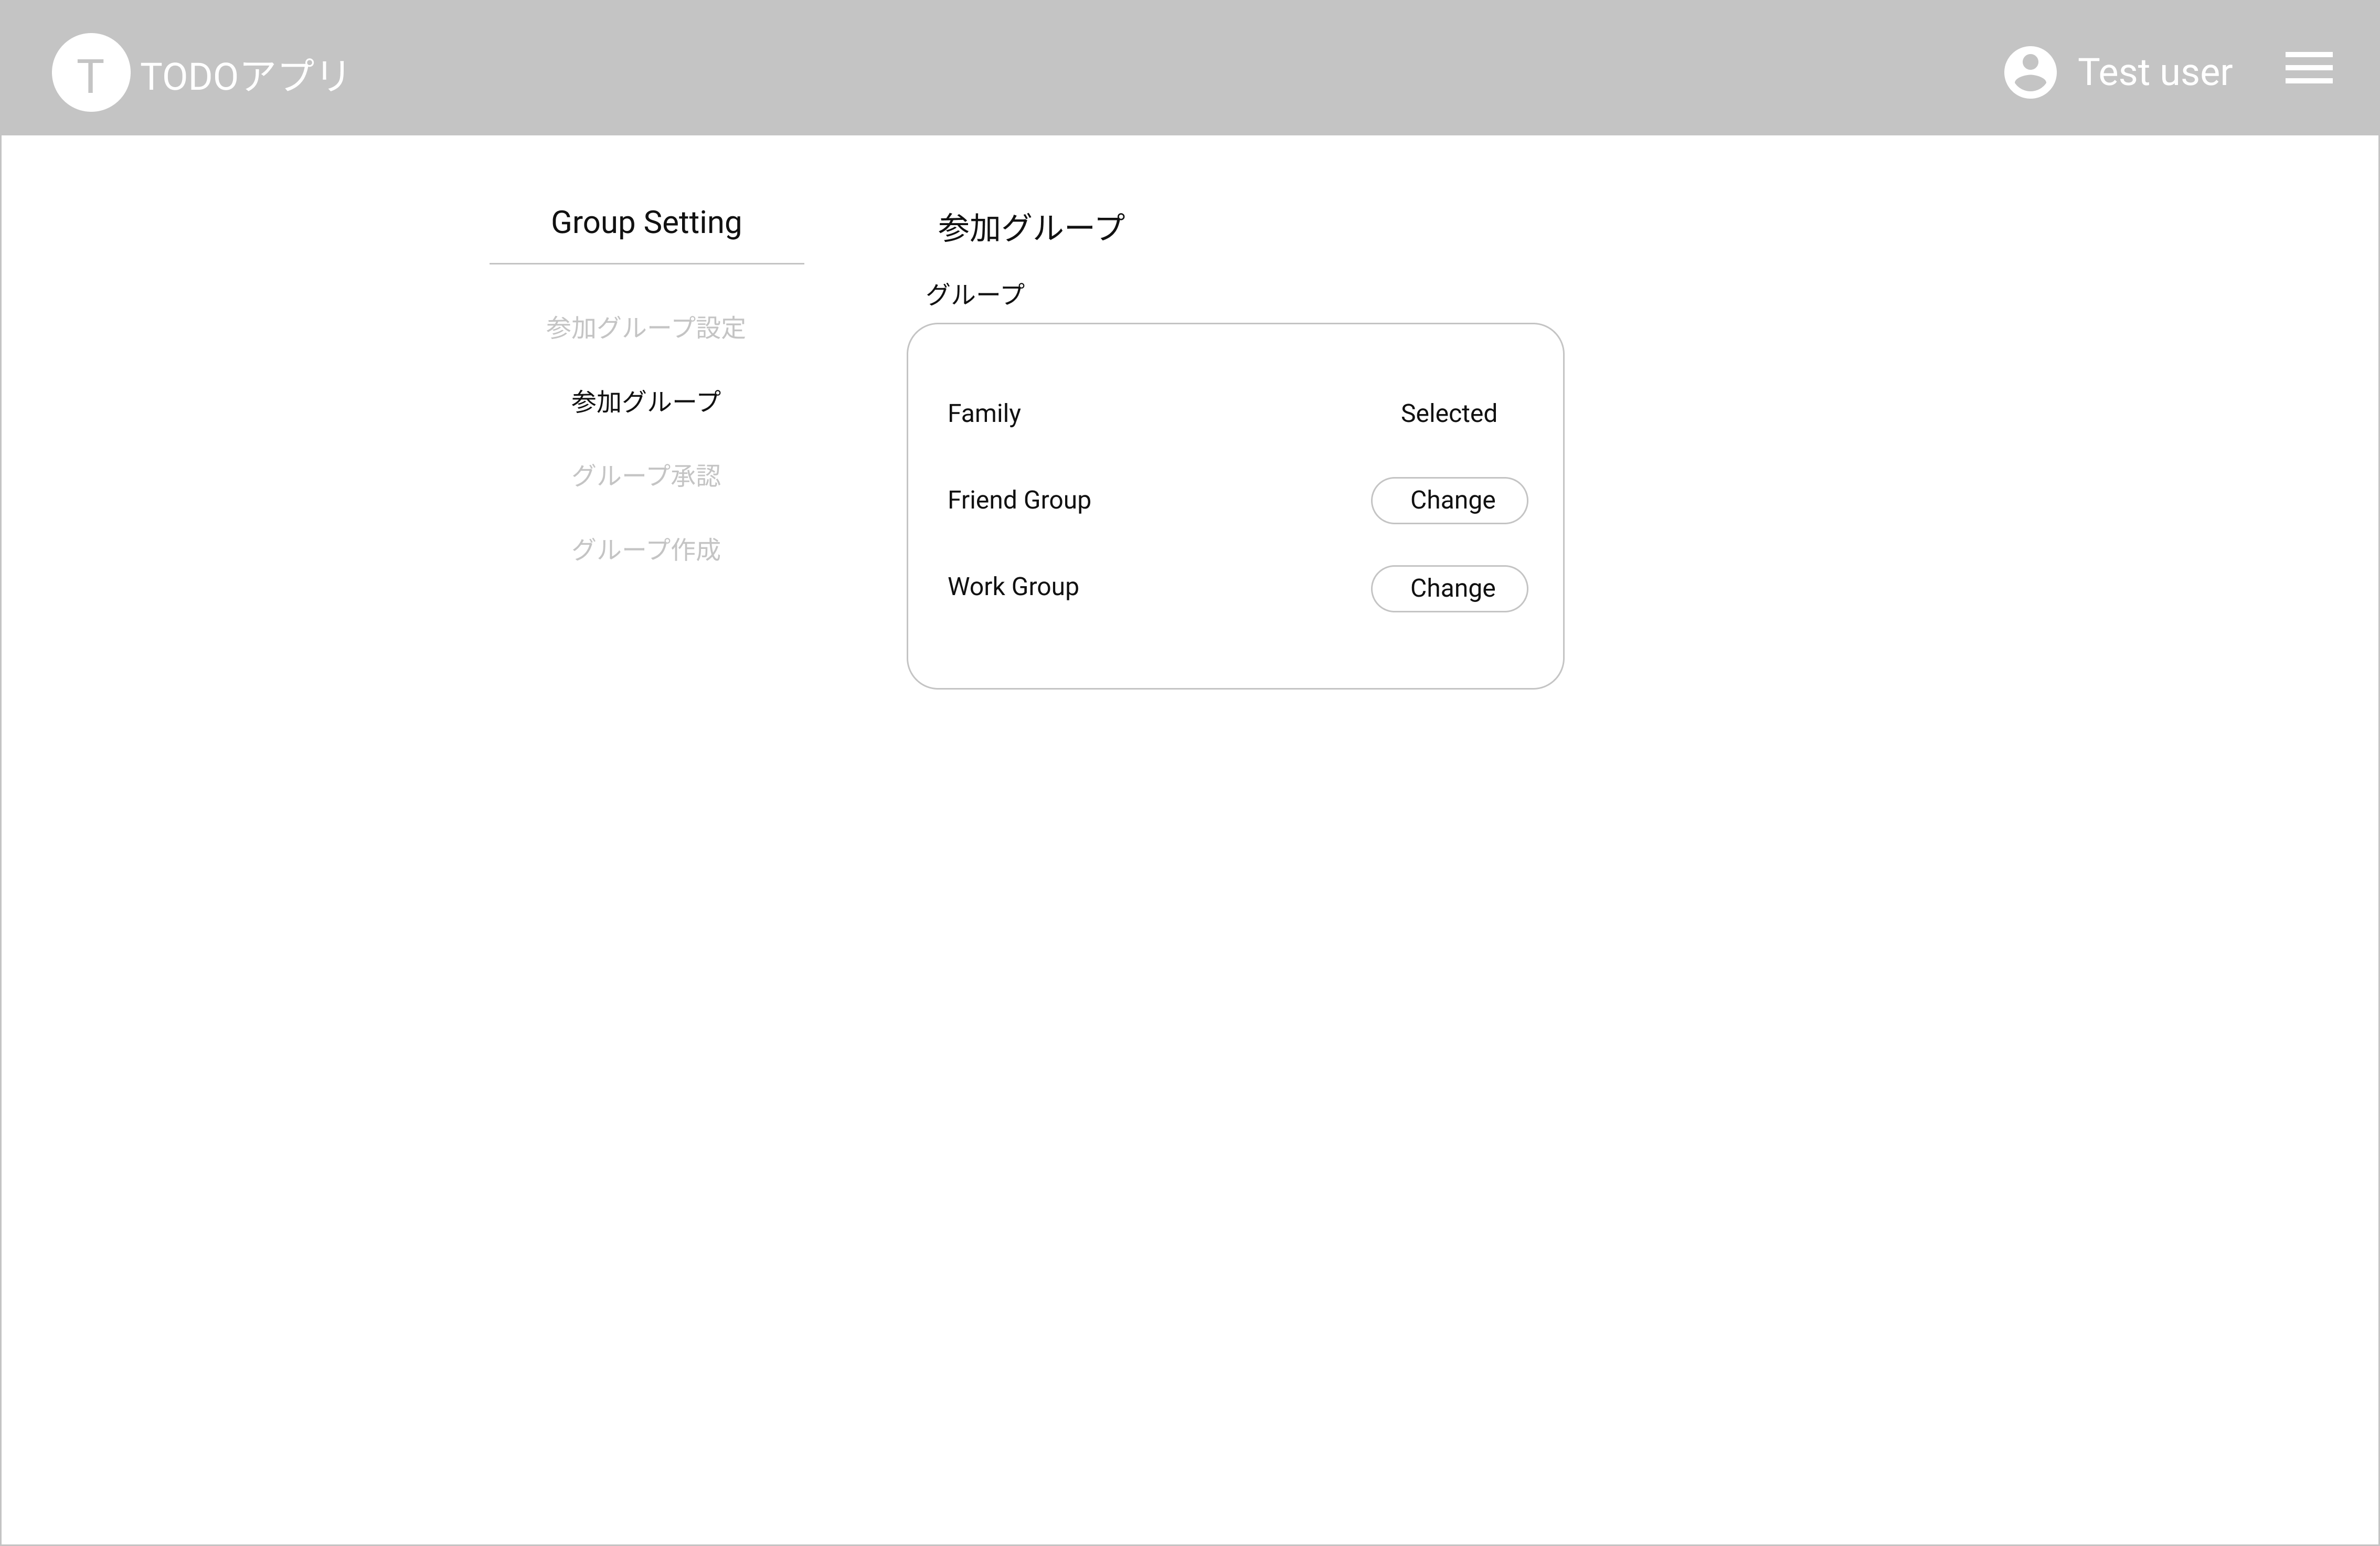 T
TODOアプリ
Test user
Group Setting
参加グループ設定
参加グループ
グループ承認
グループ作成
参加グループ
グループ
Family Selected
Friend Group Change
Work Group Change